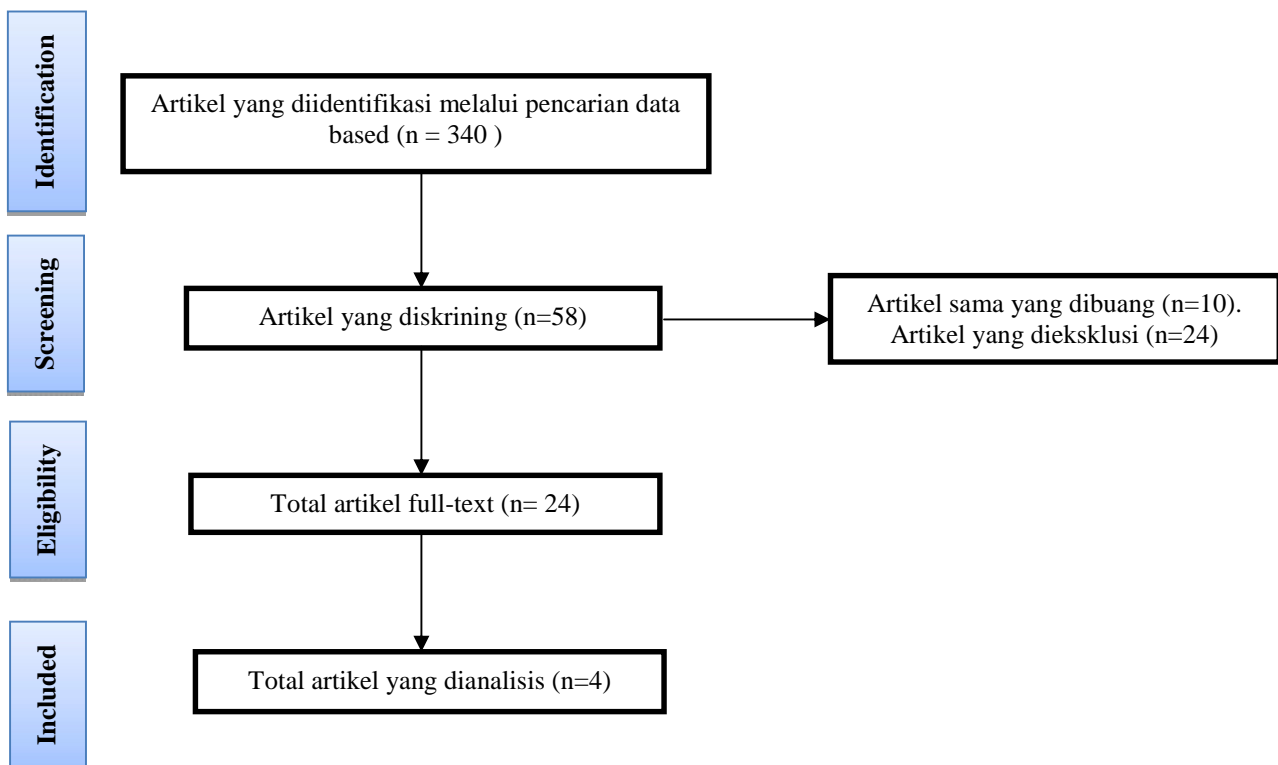 Identification
Artikel yang diidentifikasi melalui pencarian data
based (n = 340 )
Screening
Artikel yang diskrining (n=58)
Artikel sama yang dibuang (n=10).
Artikel yang dieksklusi (n=24)
Eligibility
Total artikel full-text (n= 24)
Included
Total artikel yang dianalisis (n=4)